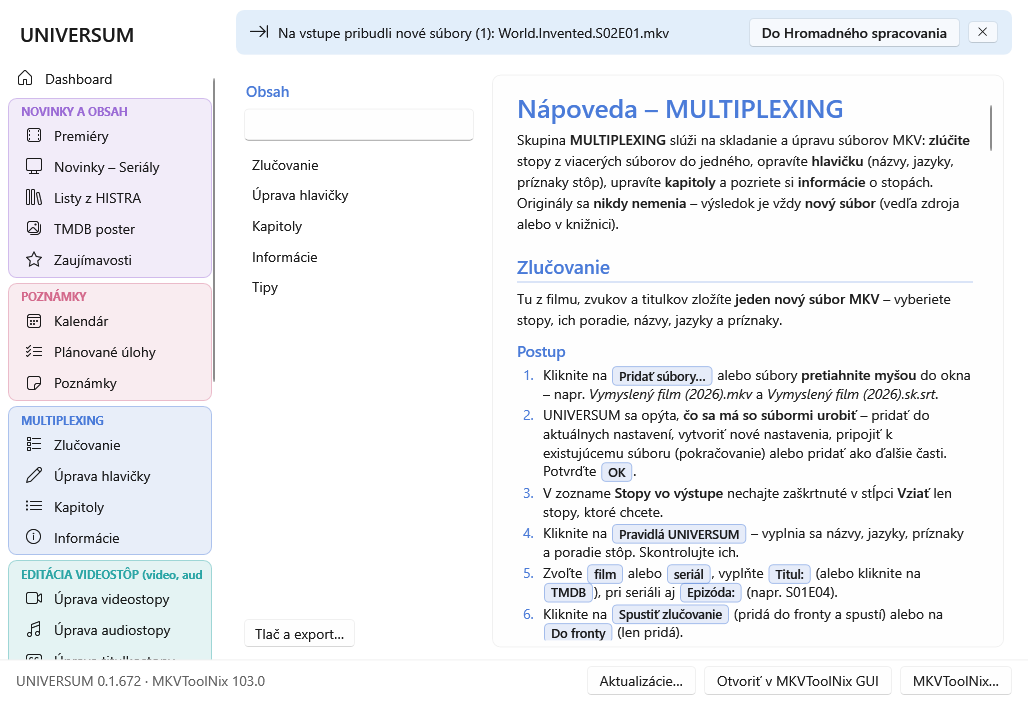 UNIVERSUM
Na vstupe pribudli nové súbory (1): World.Invented.S02E01.mkv
Do Hromadného spracovania
Dashboard
NOVINKY A OBSAH
Premiéry
Novinky – Seriály
Listy z HISTRA
TMDB poster
Zaujímavosti
POZNÁMKY
Kalendár
Plánované úlohy
Poznámky
MULTIPLEXING
Zlučovanie
Úprava hlavičky
Kapitoly
Informácie
EDITÁCIA VIDEOSTÔP (video, aud
Úprava videostopy
Úprava audiostopy
Úprava titulkostopy
Obsah
Zlučovanie
Úprava hlavičky
Kapitoly
Informácie
Tipy
Tlač a export...
Nápoveda – MULTIPLEXING
Skupina MULTIPLEXING slúži na skladanie a úpravu súborov MKV: zlúčite
stopy z viacerých súborov do jedného, opravíte hlavičku (názvy, jazyky,
príznaky stôp), upravíte kapitoly a pozriete si informácie o stopách.
Originály sa nikdy nemenia – výsledok je vždy nový súbor (vedľa zdroja
alebo v knižnici).
Zlučovanie
Tu z filmu, zvukov a titulkov zložíte jeden nový súbor MKV – vyberiete
stopy, ich poradie, názvy, jazyky a príznaky.
Postup
1. Kliknite na Pridať súbory... alebo súbory pretiahnite myšou do okna
– napr. Vymyslený film (2026).mkv a Vymyslený film (2026).sk.srt.
2. UNIVERSUM sa opýta, čo sa má so súbormi urobiť – pridať do
aktuálnych nastavení, vytvoriť nové nastavenia, pripojiť k
existujúcemu súboru (pokračovanie) alebo pridať ako ďalšie časti.
Potvrďte OK.
3. V zozname Stopy vo výstupe nechajte zaškrtnuté v stĺpci Vziať len
stopy, ktoré chcete.
4. Kliknite na Pravidlá UNIVERSUM – vyplnia sa názvy, jazyky, príznaky
a poradie stôp. Skontrolujte ich.
5. Zvoľte film alebo seriál, vyplňte Titul: (alebo kliknite na
TMDB), pri seriáli aj Epizóda: (napr. S01E04).
6. Kliknite na Spustiť zlučovanie (pridá do fronty a spustí) alebo na
Do fronty (len pridá).
UNIVERSUM 0.1.672 · MKVToolNix 103.0
Aktualizácie...
Otvoriť v MKVToolNix GUI
MKVToolNix...